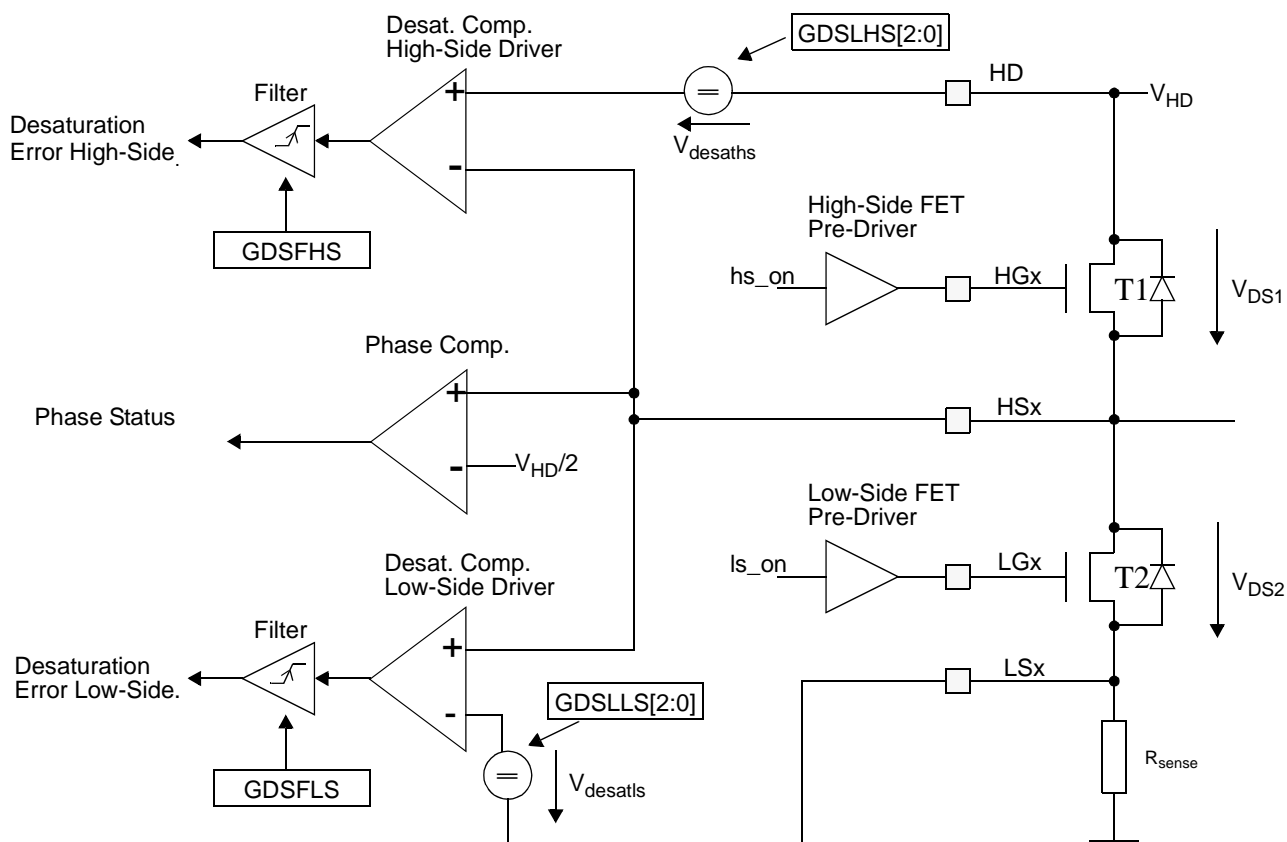 Desat. Comp.
High-Side Driver
GDSLHS[2:0]
HD
V_HD
Filter
+
=
Desaturation
Error High-Side.
V_desaths
-
GDSFHS
High-Side FET
Pre-Driver
hs_on
HGx
T1
V_DS1
Phase Comp.
+
HSx
Phase Status
-
V_HD/2
Low-Side FET
Pre-Driver
ls_on
LGx
T2
V_DS2
Desat. Comp.
Low-Side Driver
Filter
+
Desaturation
Error Low-Side.
LSx
GDSLLS[2:0]
-
=
V_desatls
GDSFLS
R_sense